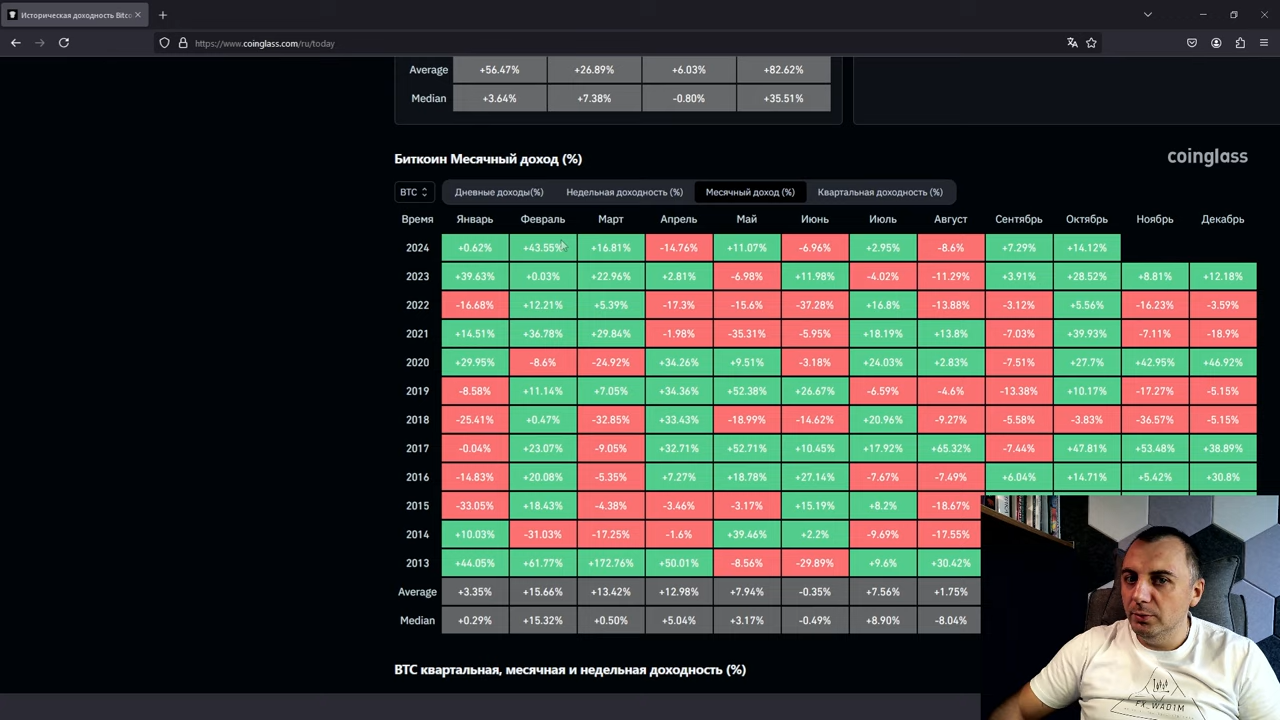 Историческая доходность Bitco
https://www.coinglass.com/ru/today
Average +56.47% +26.89% +6.03% +82.62%
Median +3.64% +7.38% -0.80% +35.51%
Биткоин Месячный доход (%)
coinglass
BTC Дневные доходы(%) Недельная доходность (%) Месячный доход (%) Квартальная доходность (%)
Время Январь Февраль Март Апрель Май Июнь Июль Август Сентябрь Октябрь Ноябрь Декабрь
2024 +0.62% +43.55% +16.81% -14.76% +11.07% -6.96% +2.95% -8.6% +7.29% +14.12%
2023 +39.63% +0.03% +22.96% +2.81% -6.98% +11.98% -4.02% -11.29% +3.91% +28.52% +8.81% +12.18%
2022 -16.68% +12.21% +5.39% -17.3% -15.6% -37.28% +16.8% -13.88% -3.12% +5.56% -16.23% -3.59%
2021 +14.51% +36.78% +29.84% -1.98% -35.31% -5.95% +18.19% +13.8% -7.03% +39.93% -7.11% -18.9%
2020 +29.95% -8.6% -24.92% +34.26% +9.51% -3.18% +24.03% +2.83% -7.51% +27.7% +42.95% +46.92%
2019 -8.58% +11.14% +7.05% +34.36% +52.38% +26.67% -6.59% -4.6% -13.38% +10.17% -17.27% -5.15%
2018 -25.41% +0.47% -32.85% +33.43% -18.99% -14.62% +20.96% -9.27% -5.58% -3.83% -36.57% -5.15%
2017 -0.04% +23.07% -9.05% +32.71% +52.71% +10.45% +17.92% +65.32% -7.44% +47.81% +53.48% +38.89%
2016 -14.83% +20.08% -5.35% +7.27% +18.78% +27.14% -7.67% -7.49% +6.04% +14.71% +5.42% +30.8%
2015 -33.05% +18.43% -4.38% -3.46% -3.17% +15.19% +8.2% -18.67%
2014 +10.03% -31.03% -17.25% -1.6% +39.46% +2.2% -9.69% -17.55%
2013 +44.05% +61.77% +172.76% +50.01% -8.56% -29.89% +9.6% +30.42%
Average +3.35% +15.66% +13.42% +12.98% +7.94% -0.35% +7.56% +1.75%
Median +0.29% +15.32% +0.50% +5.04% +3.17% -0.49% +8.90% -8.04%
BTC квартальная, месячная и недельная доходность (%)
FX_WAD1M